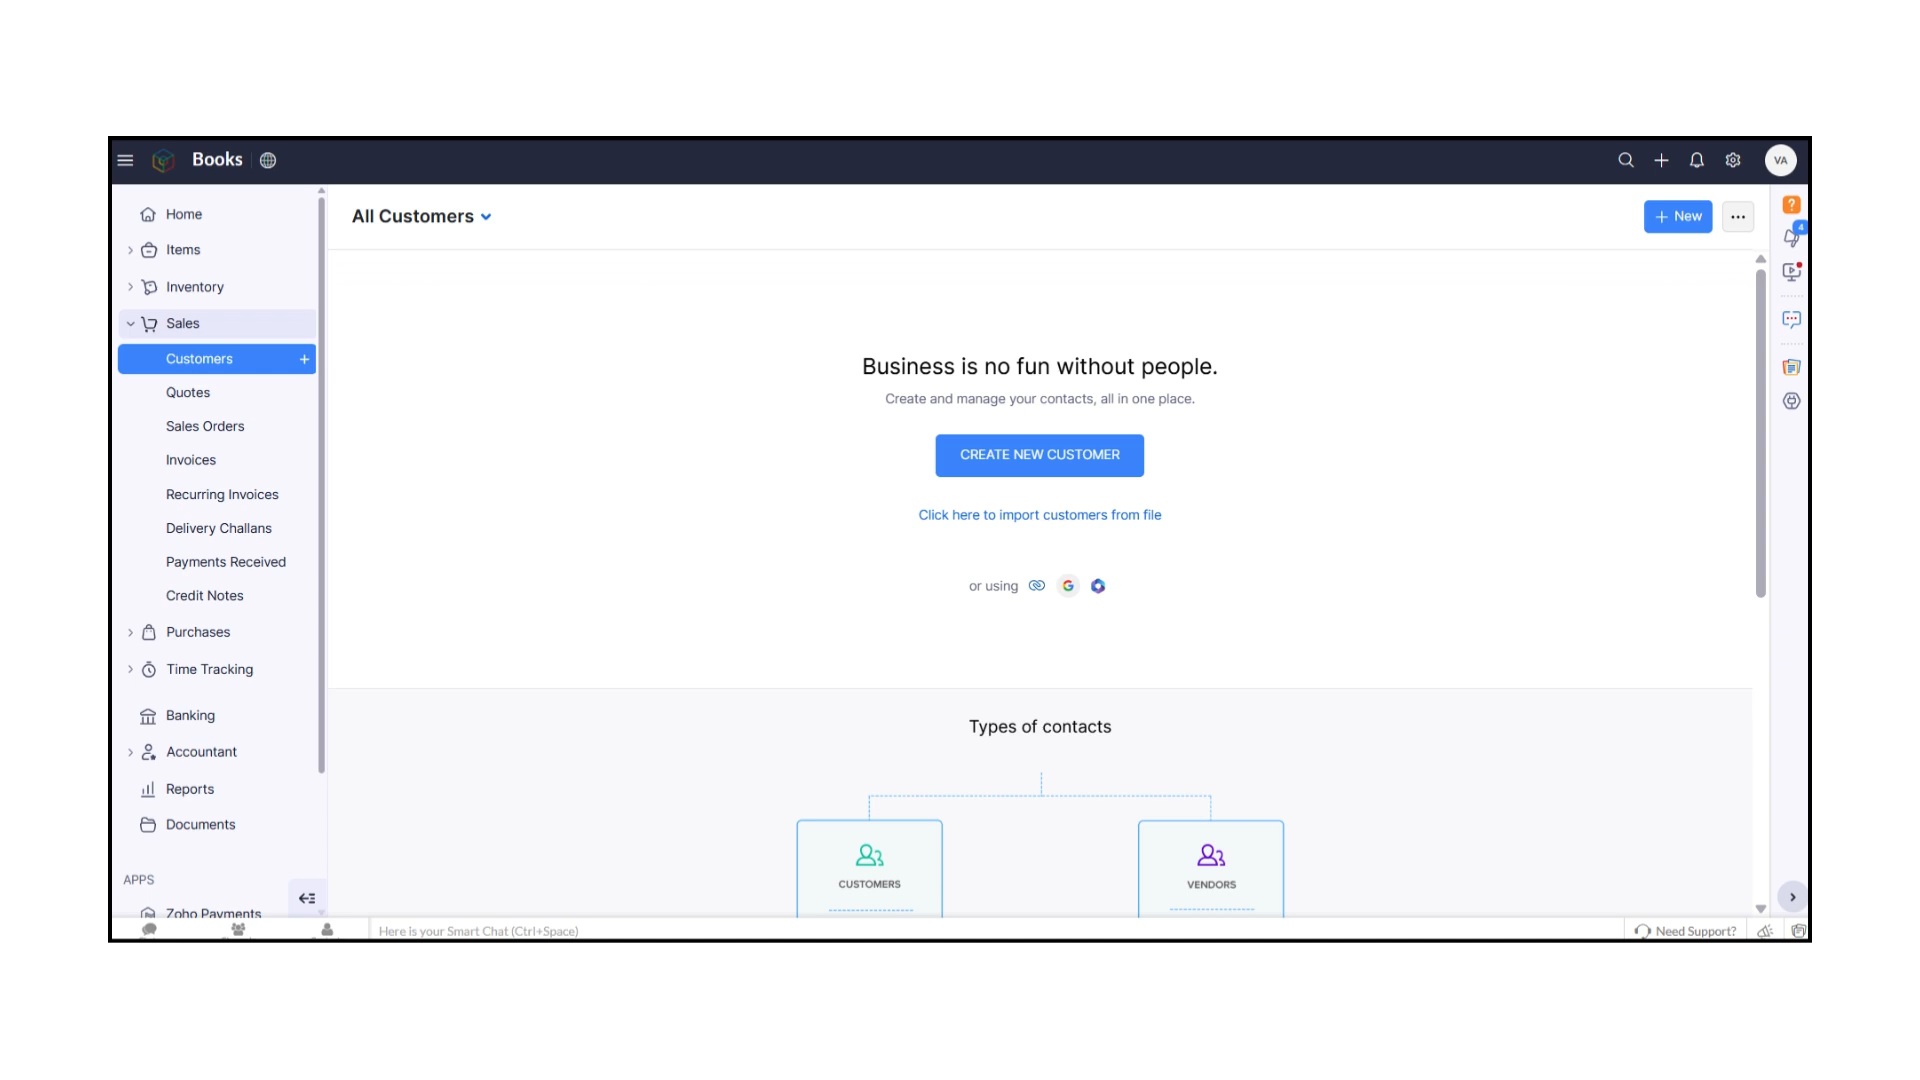 Books
VA
Home
Items
Inventory
Sales
Customers
Quotes
Sales Orders
Invoices
Recurring Invoices
Delivery Challans
Payments Received
Credit Notes
Purchases
Time Tracking
Banking
Accountant
Reports
Documents
APPS
Zoho Payments
All Customers
New
4
Business is no fun without people.
Create and manage your contacts, all in one place.
CREATE NEW CUSTOMER
Click here to import customers from file
or using
Types of contacts
CUSTOMERS
VENDORS
Here is your Smart Chat (Ctrl+Space)
Need Support?